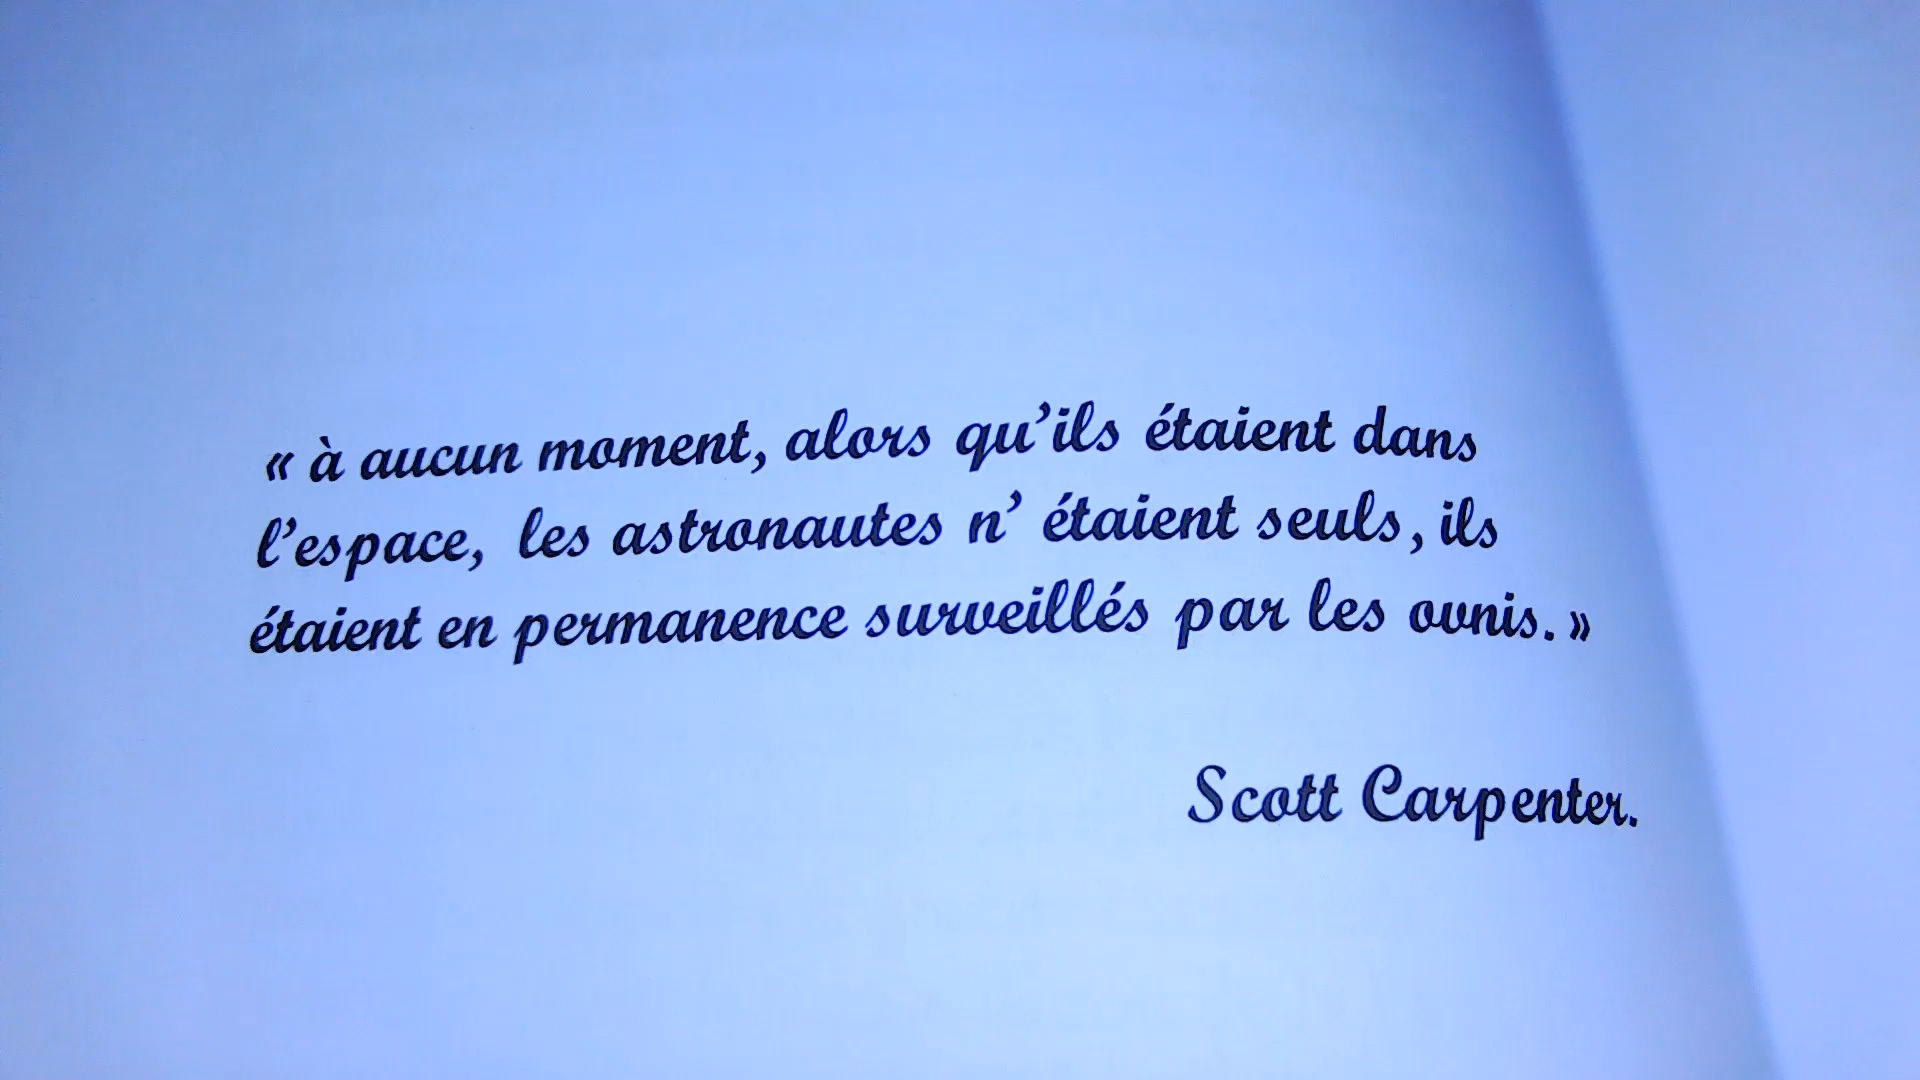 « à aucun moment, alors qu'ils étaient dans
l'espace, les astronautes n' étaient seuls, ils
étaient en permanence surveillés par les ovnis. »
Scott Carpenter.